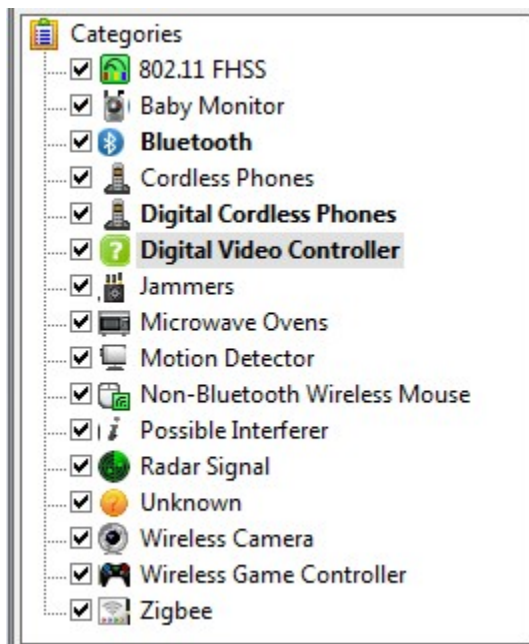 Categories
802.11 FHSS
Baby Monitor
Bluetooth
Cordless Phones
Digital Cordless Phones
Digital Video Controller
Jammers
Microwave Ovens
Motion Detector
Non-Bluetooth Wireless Mouse
Possible Interferer
Radar Signal
Unknown
Wireless Camera
Wireless Game Controller
Zigbee